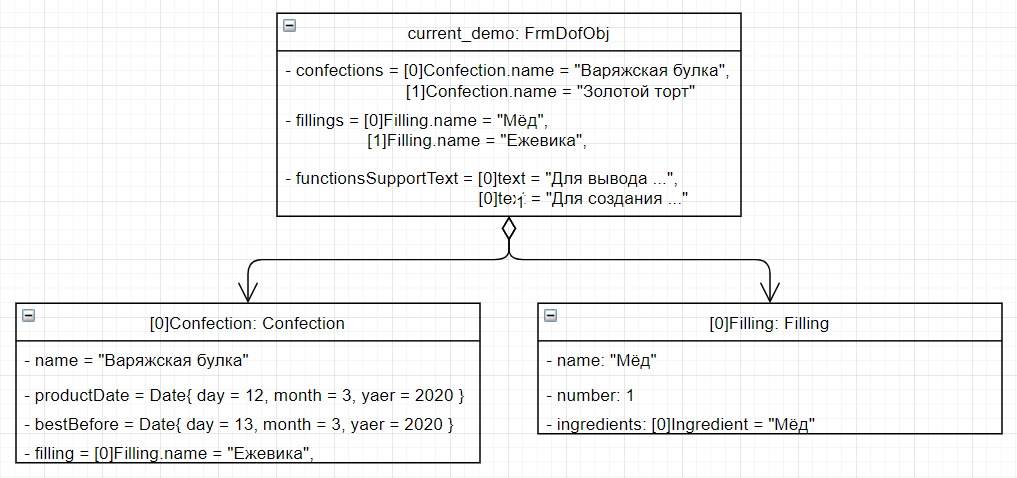 current_demo: FrmDofObj
- confections = [0]Confection.name = "Варяжская булка",
[1]Confection.name = "Золотой торт"
- fillings = [0]Filling.name = "Мёд",
[1]Filling.name = "Ежевика",
- functionsSupportText = [0]text = "Для вывода ...",
[0]text = "Для создания ..."
1
[0]Confection: Confection
- name = "Варяжская булка"
- productDate = Date{ day = 12, month = 3, yaer = 2020 }
- bestBefore = Date{ day = 13, month = 3, yaer = 2020 }
- filling = [0]Filling.name = "Ежевика",
[0]Filling: Filling
- name: "Мёд"
- number: 1
- ingredients: [0]Ingredient = "Мёд"